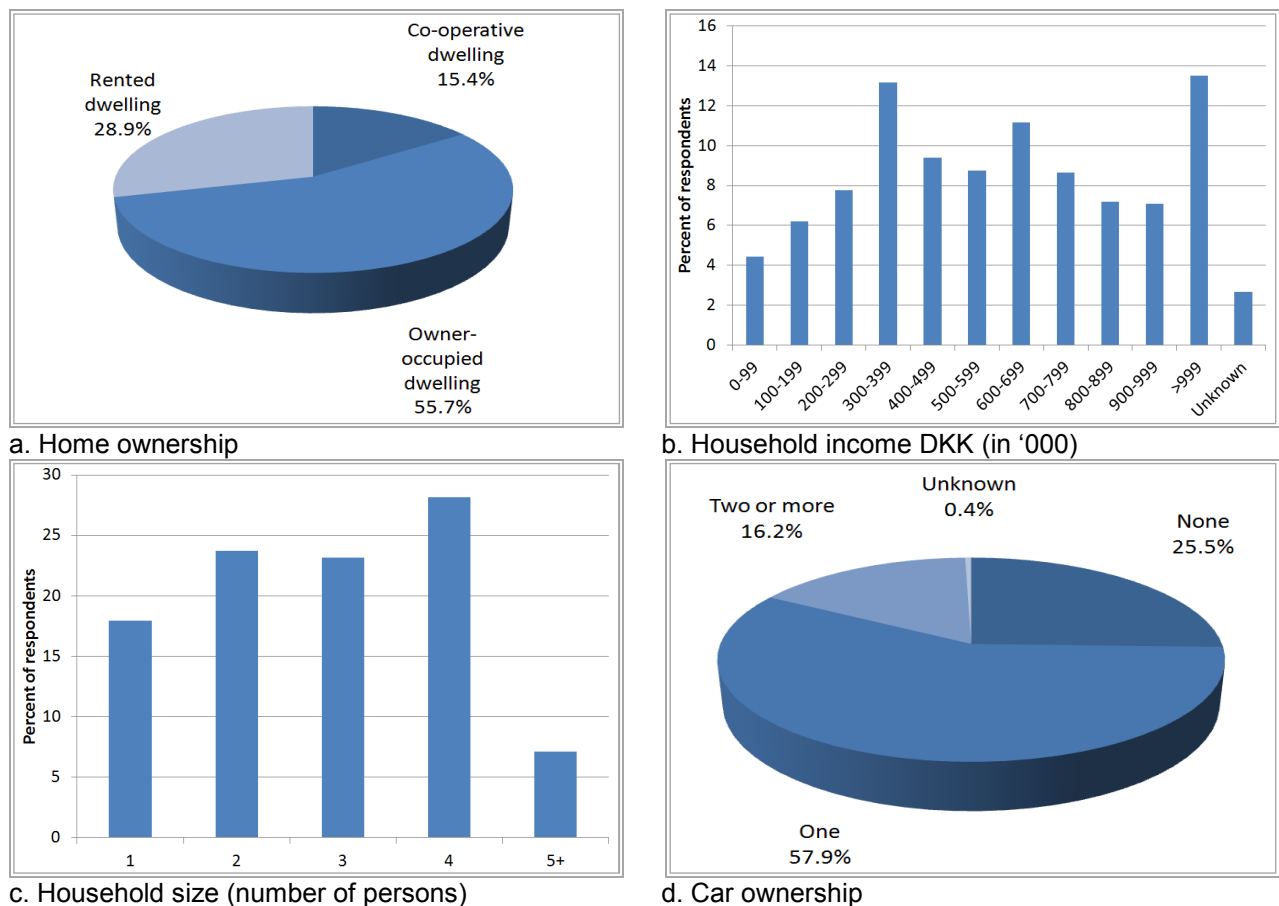 Co-operative
dwelling
15.4%
Rented
dwelling
28.9%
Owner-
occupied
dwelling
55.7%
a. Home ownership
Percent of respondents
16
14
12
10
8
6
4
2
0
0-99
100-199
200-299
300-399
400-499
500-599
600-699
700-799
800-899
900-999
>999
Unknown
b. Household income DKK (in ‘000)
Percent of respondents
30
25
20
15
10
5
0
1
2
3
4
5+
c. Household size (number of persons)
Unknown
0.4%
Two or more
16.2%
None
25.5%
One
57.9%
d. Car ownership